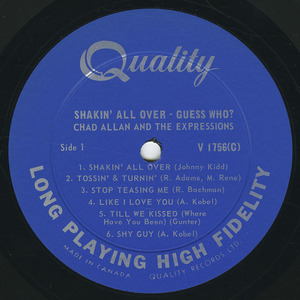 Quality
SHAKIN' ALL OVER - GUESS WHO?
CHAD ALLAN AND THE EXPRESSIONS
Side 1
V 1756(C)
1. SHAKIN' ALL OVER (Johnny Kidd)
2. TOSSIN' & TURNIN' (R. Adams, M. Rene)
3. STOP TEASING ME (R. Bachman)
4. LIKE I LOVE YOU (A. Kobel)
5. TILL WE KISSED (Where
Have You Been) (Gunter)
6. SHY GUY (A. Kobel)
LONG PLAYING HIGH FIDELITY
MADE IN CANADA QUALITY RECORDS LTD.